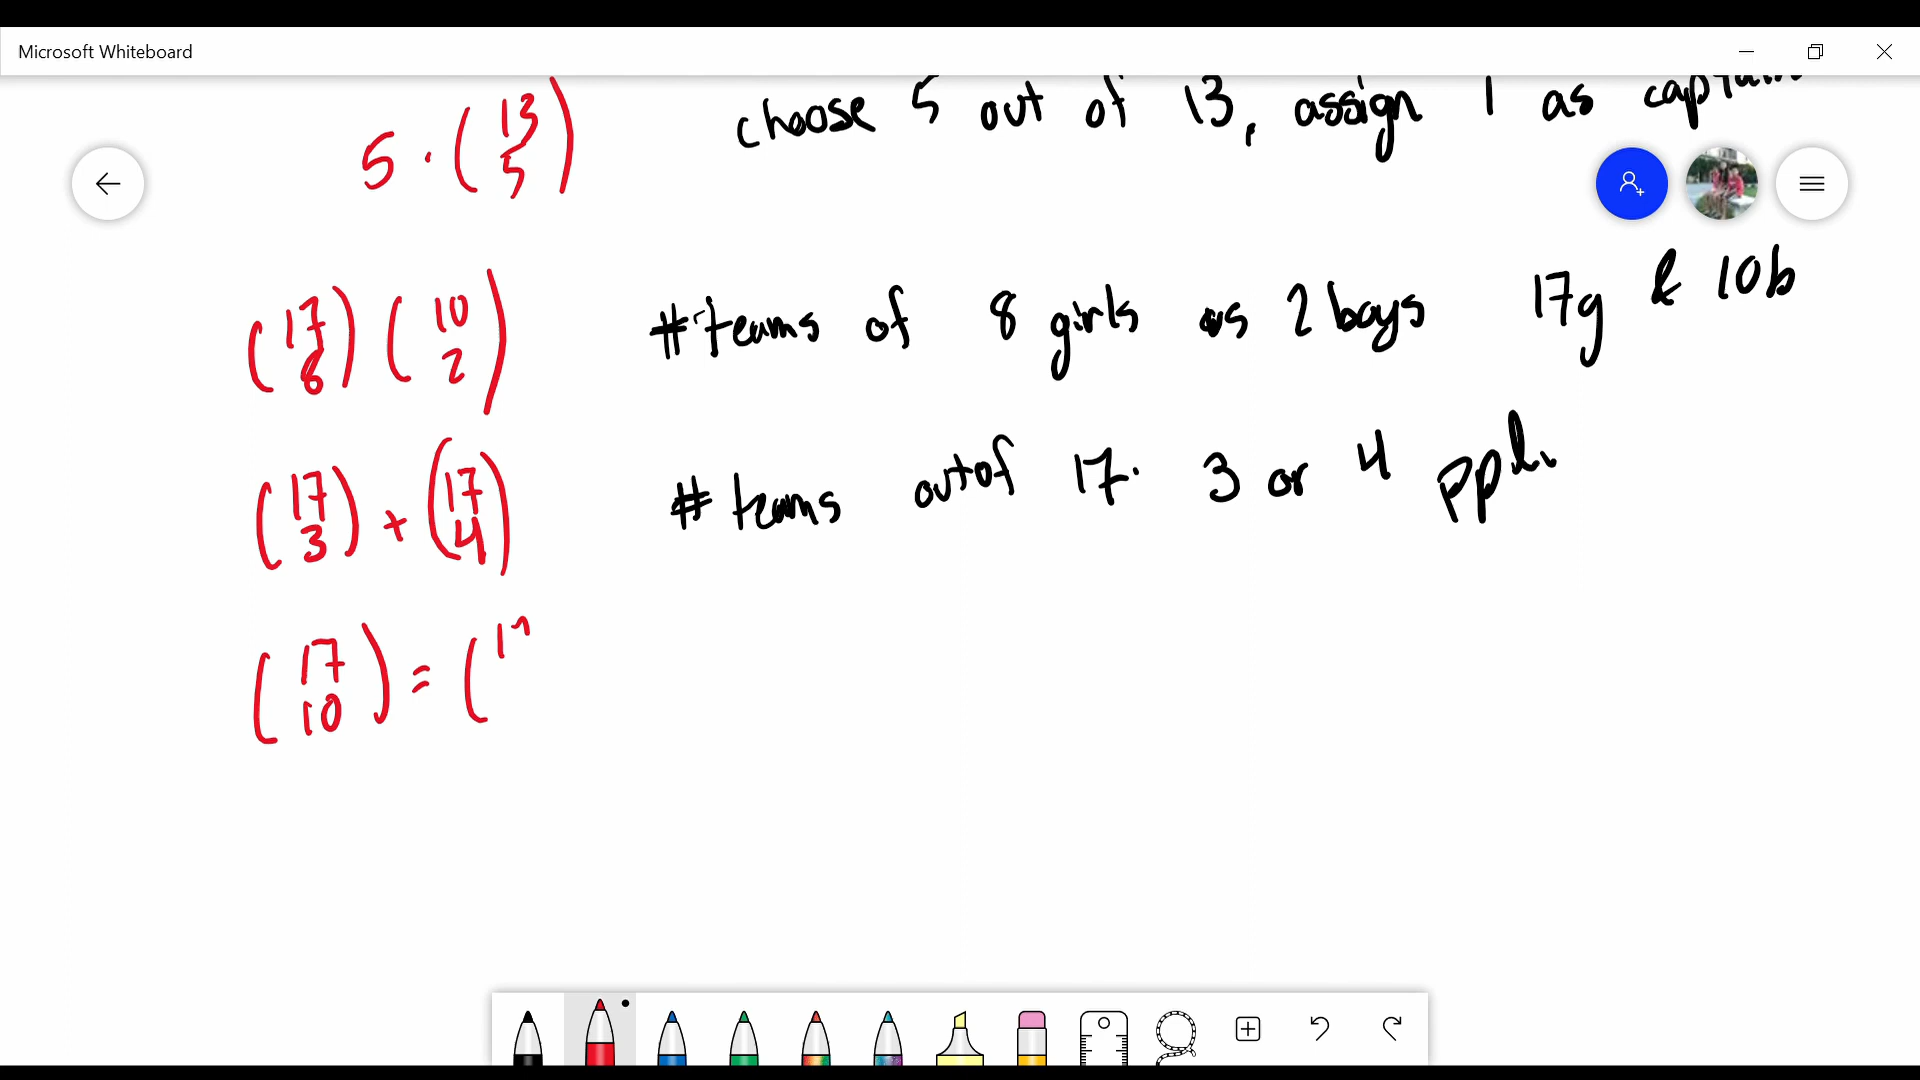 Microsoft Whiteboard
5 · (13 5) choose 5 out of 13, assign 1 as captain
(17 8) (10 2) # teams of 8 girls vs 2 boys 17g & 10b
(17 3) + (17 4) # teams out of 17. 3 or 4 ppl.
(17 10) = (17